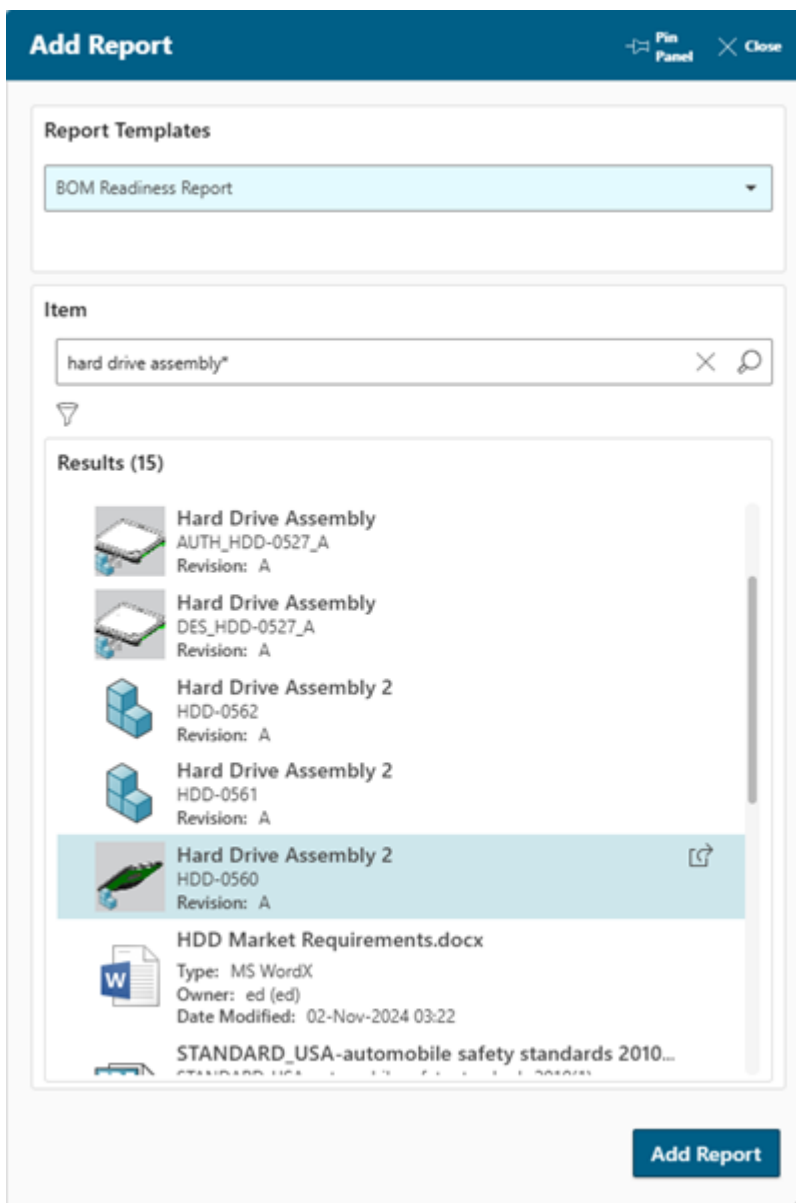 Add Report
Pin
Panel
Close
Report Templates
BOM Readiness Report
Item
hard drive assembly*
Results (15)
Hard Drive Assembly
AUTH_HDD-0527_A
Revision: A
Hard Drive Assembly
DES_HDD-0527_A
Revision: A
Hard Drive Assembly 2
HDD-0562
Revision: A
Hard Drive Assembly 2
HDD-0561
Revision: A
Hard Drive Assembly 2
HDD-0560
Revision: A
W
HDD Market Requirements.docx
Type: MS WordX
Owner: ed (ed)
Date Modified: 02-Nov-2024 03:22
STANDARD_USA-automobile safety standards 2010...
Add Report